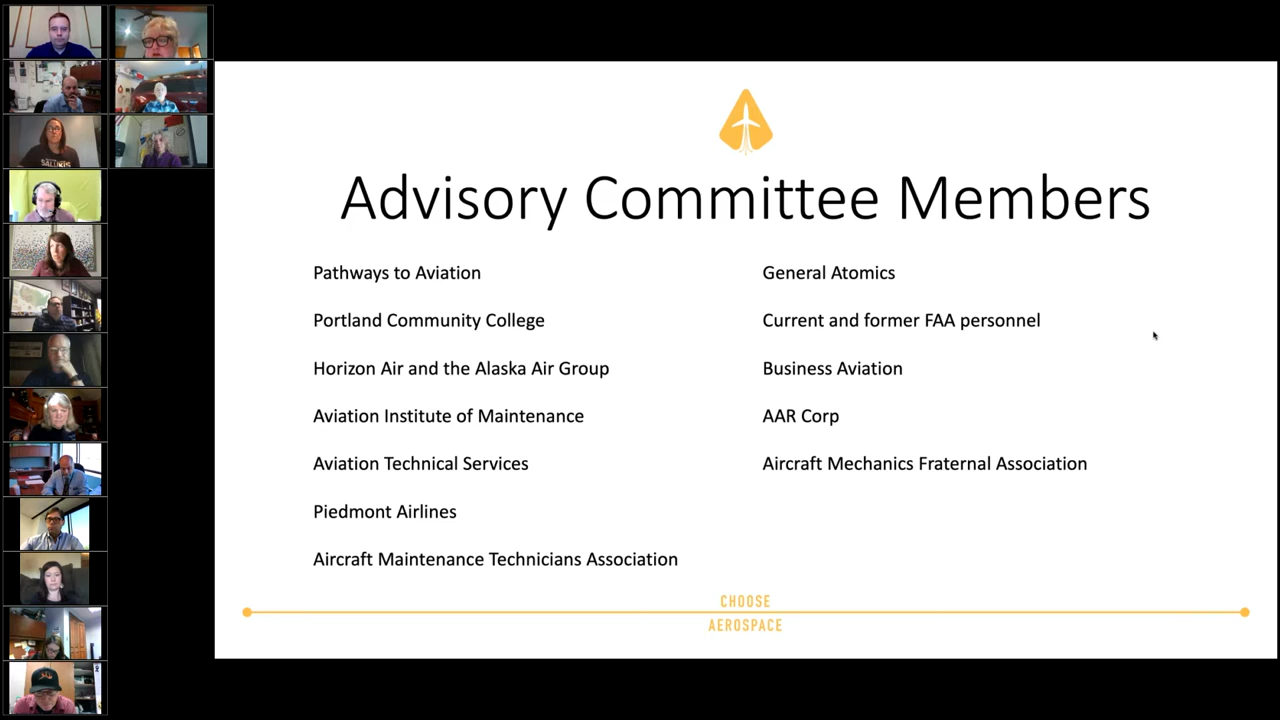 Advisory Committee Members
Pathways to Aviation
Portland Community College
Horizon Air and the Alaska Air Group
Aviation Institute of Maintenance
Aviation Technical Services
Piedmont Airlines
Aircraft Maintenance Technicians Association
General Atomics
Current and former FAA personnel
Business Aviation
AAR Corp
Aircraft Mechanics Fraternal Association
CHOOSE
AEROSPACE
SALUKIS